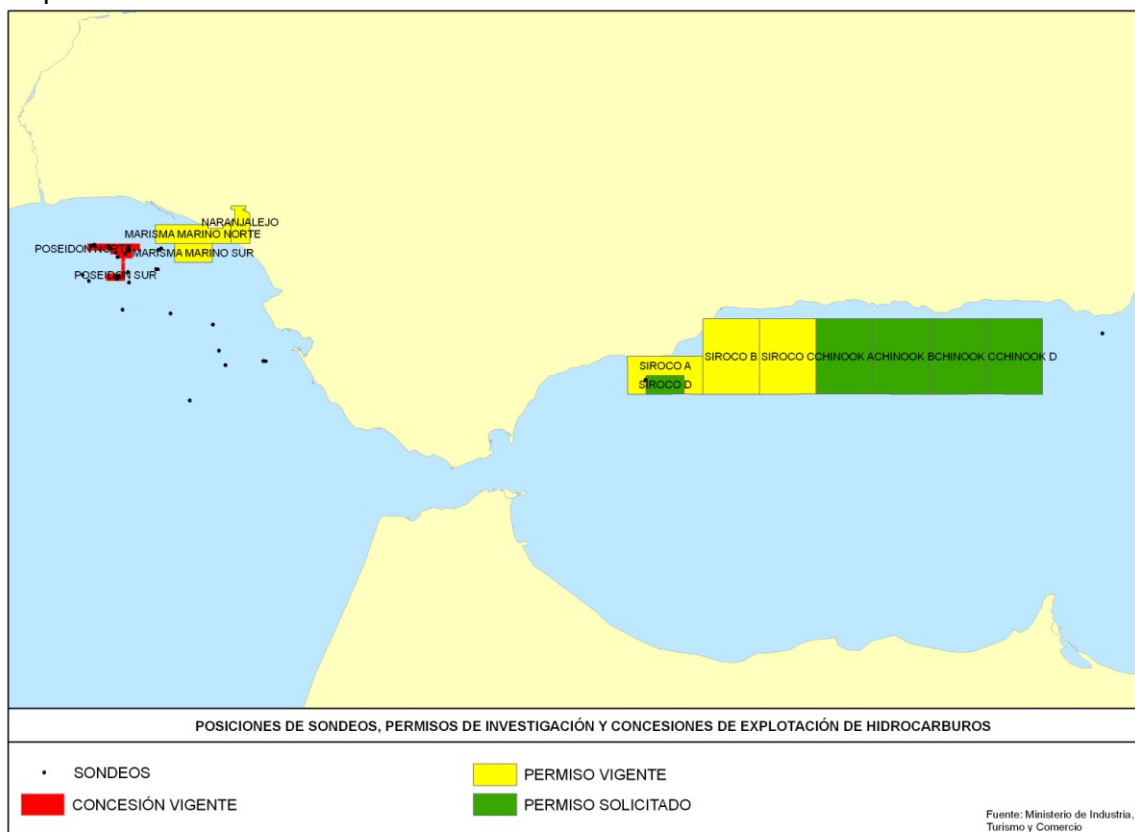 NARANJALEJO
MARISMA MARINO NORTE
POSEIDON NORTE
MARISMA MARINO SUR
POSEIDON SUR
SIROCO A
SIROCO B
SIROCO C
CHINOOK A
CHINOOK B
CHINOOK C
CHINOOK D
SIROCO D
POSICIONES DE SONDEOS, PERMISOS DE INVESTIGACIÓN Y CONCESIONES DE EXPLOTACIÓN DE HIDROCARBUROS
SONDEOS
PERMISO VIGENTE
CONCESIÓN VIGENTE
PERMISO SOLICITADO
Fuente: Ministerio de Industria,
Turismo y Comercio